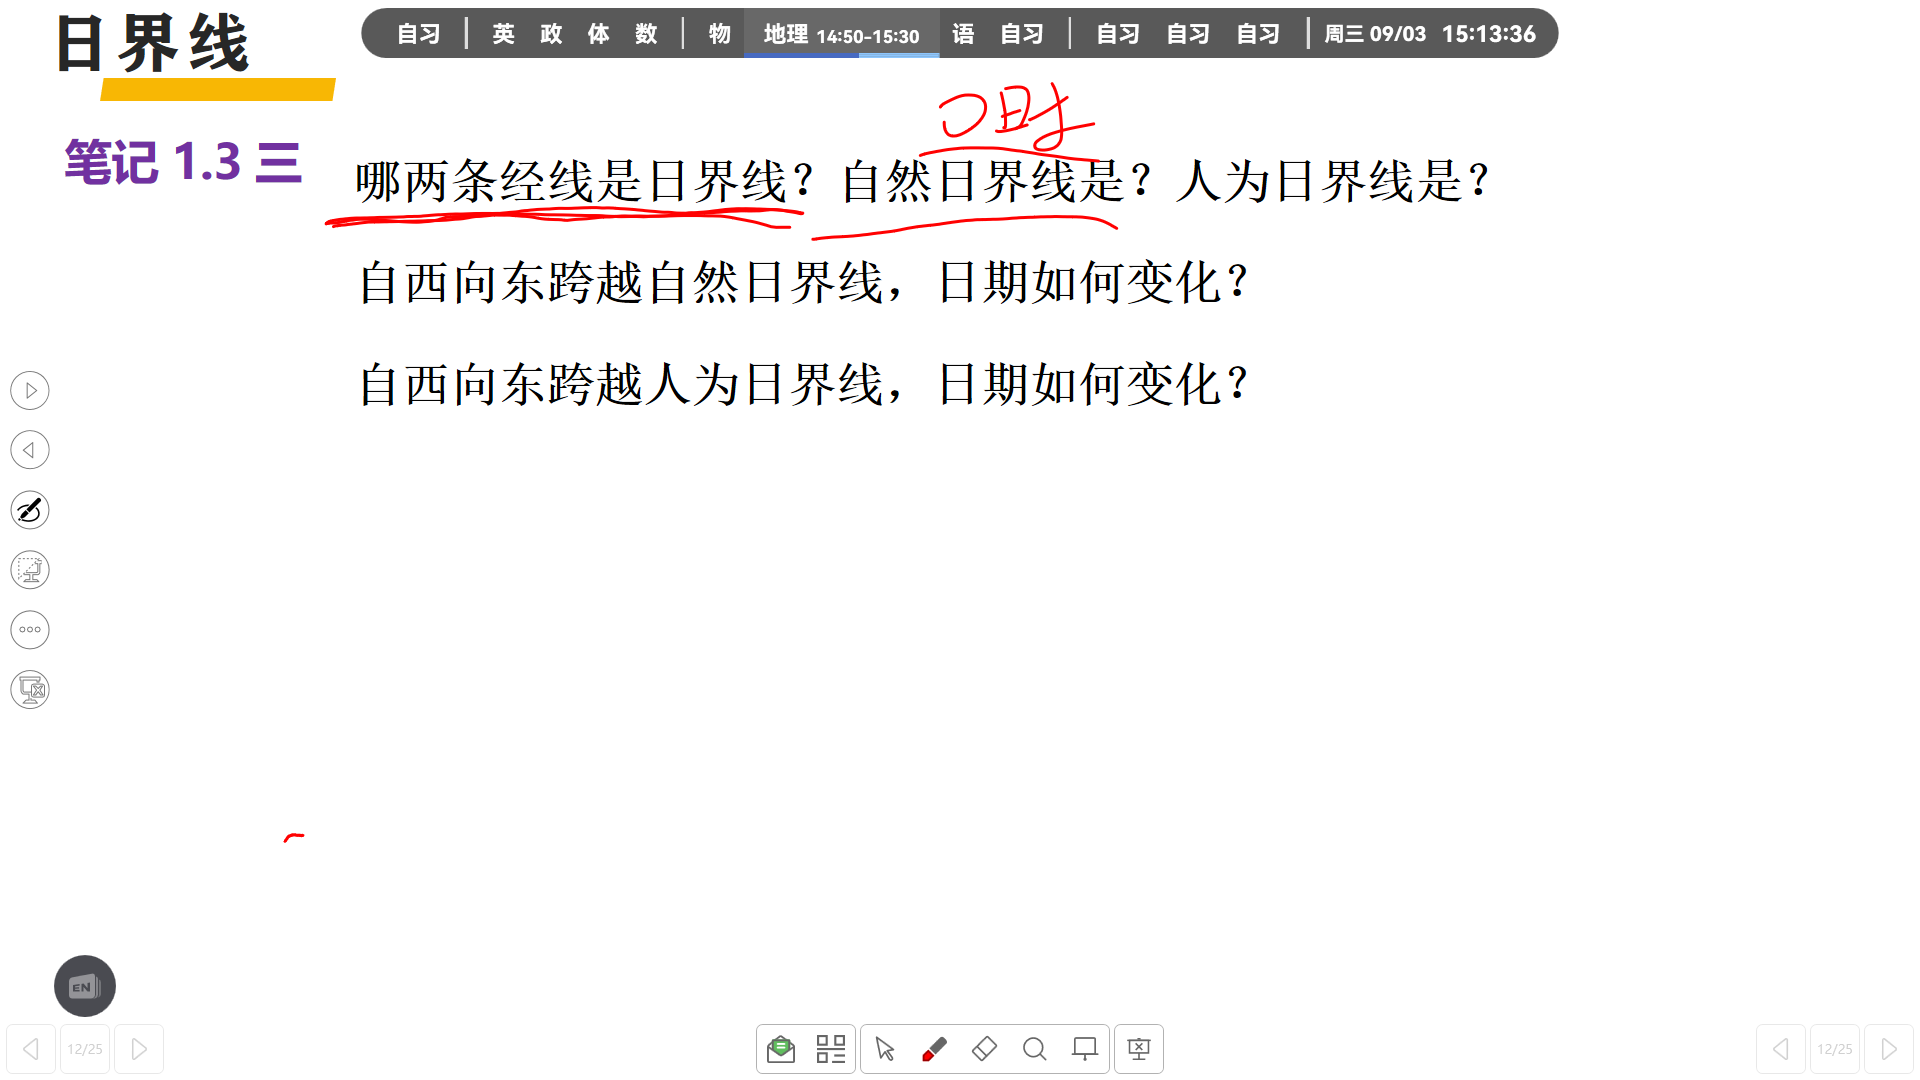 日界线
自习 | 英 政 体 数 | 物 地理 14:50-15:30 语 自习 | 自习 自习 自习 | 周三 09/03 15:13:36
0时
笔记 1.3 三
哪两条经线是日界线？自然日界线是？人为日界线是？
自西向东跨越自然日界线，日期如何变化？
自西向东跨越人为日界线，日期如何变化？
EN
12/25
12/25